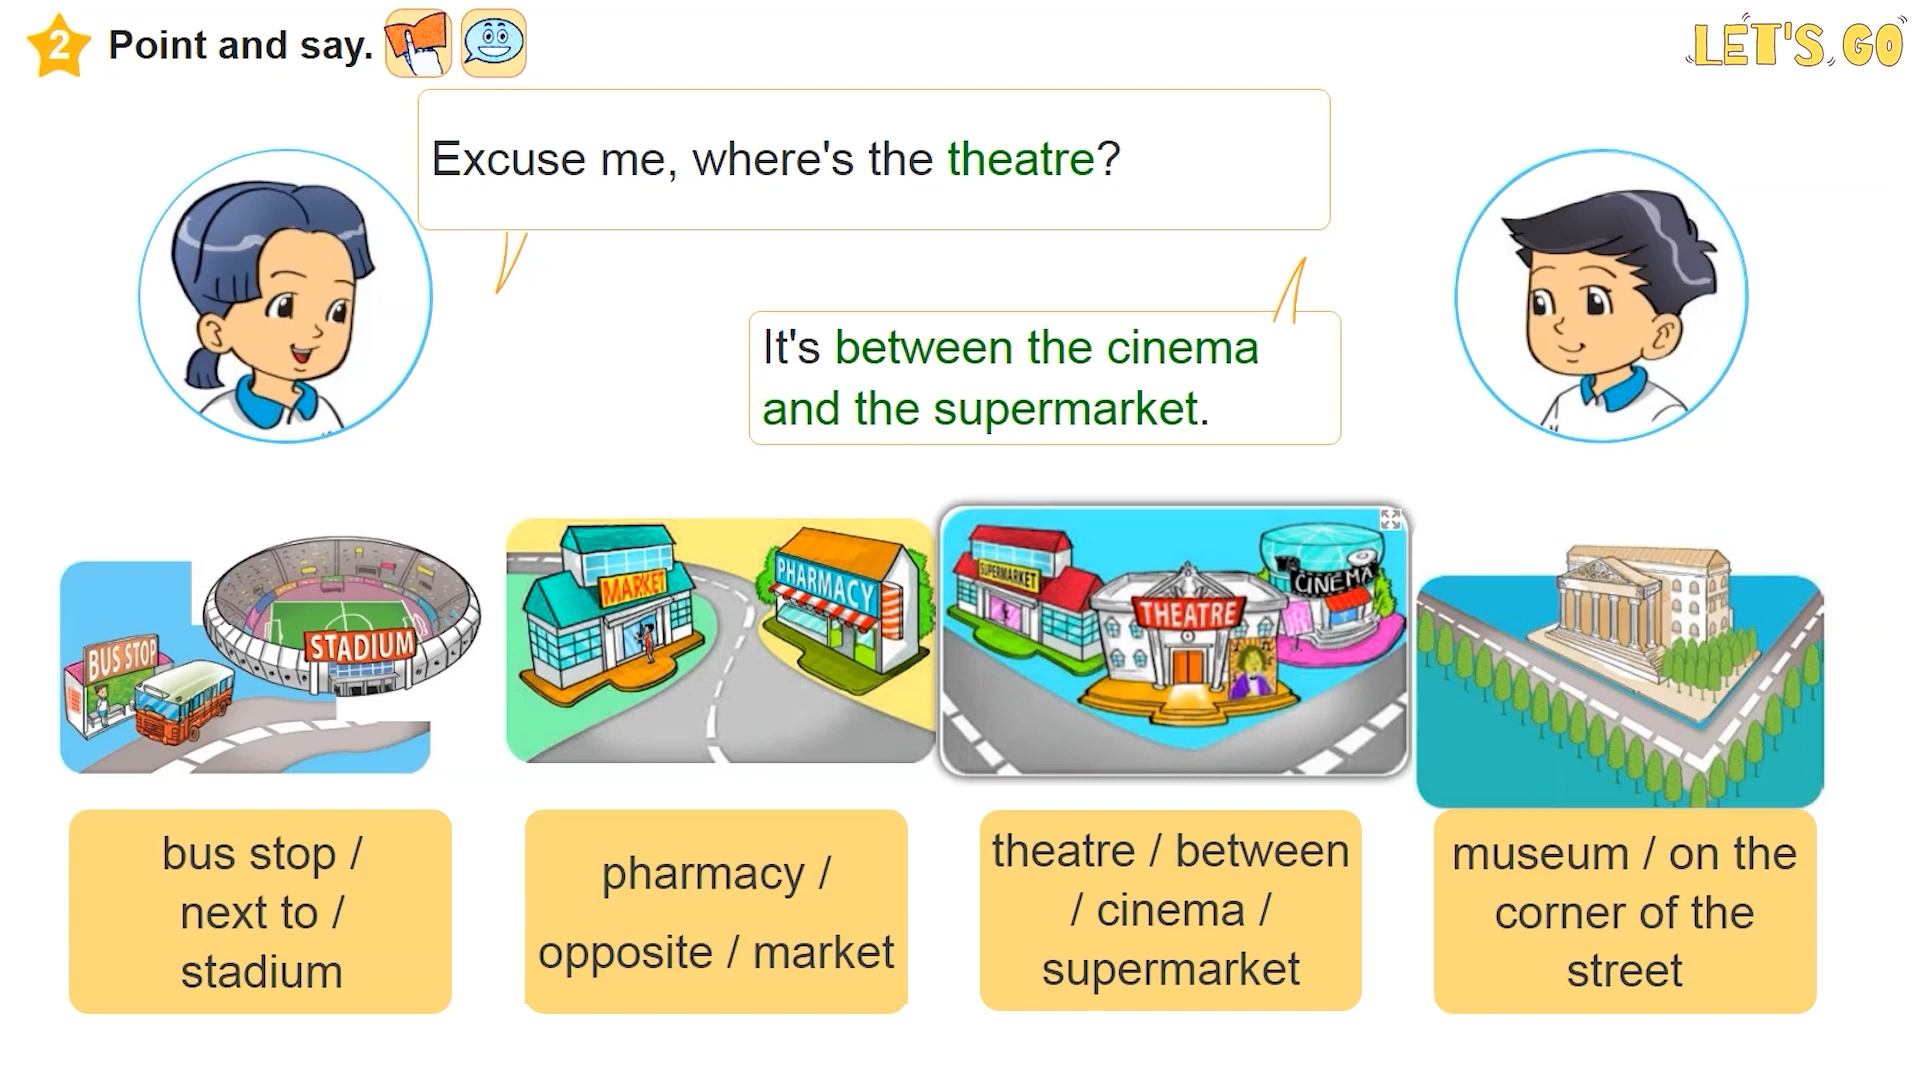 2 Point and say.
LET'S GO
Excuse me, where's the theatre?
It's between the cinema
and the supermarket.
BUS STOP
STADIUM
MARKET
PHARMACY
SUPERMARKET
THEATRE
CINEMA
bus stop /
next to /
stadium
pharmacy /
opposite / market
theatre / between
/ cinema /
supermarket
museum / on the
corner of the
street